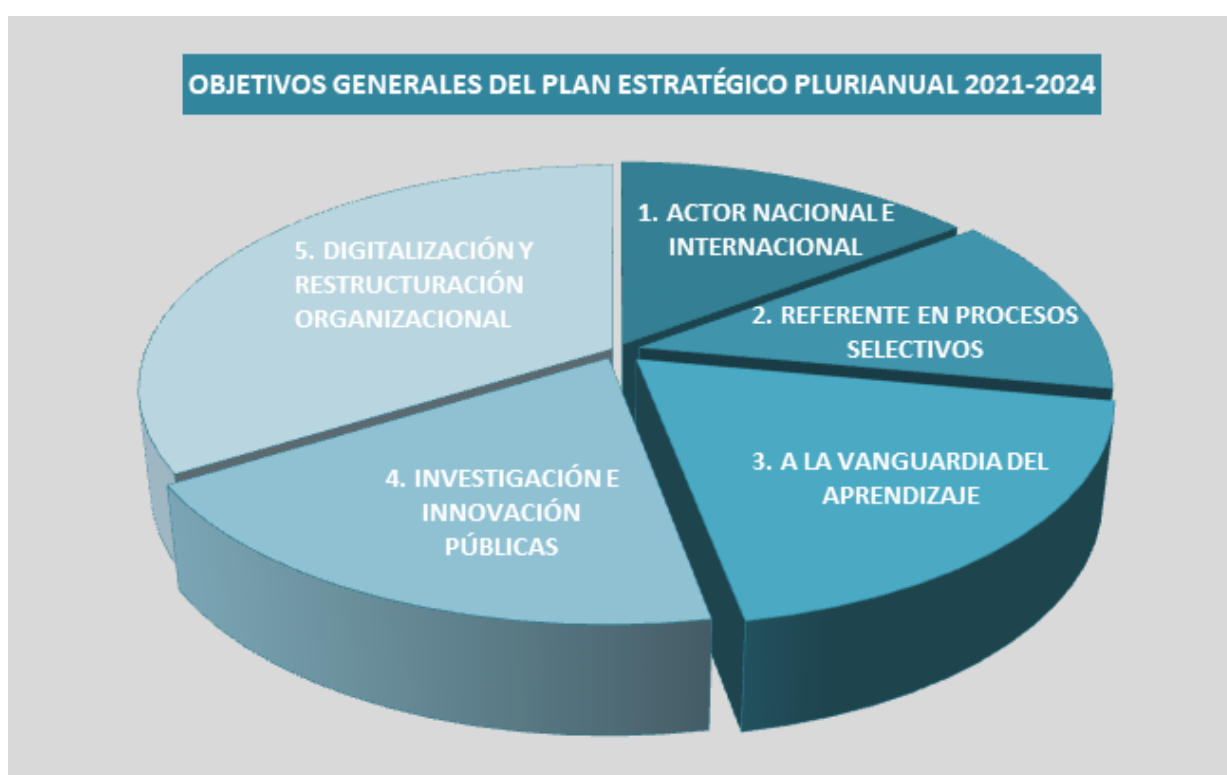 OBJETIVOS GENERALES DEL PLAN ESTRATÉGICO PLURIANUAL 2021-2024
1. ACTOR NACIONAL E
INTERNACIONAL
2. REFERENTE EN PROCESOS
SELECTIVOS
3. A LA VANGUARDIA DEL
APRENDIZAJE
4. INVESTIGACIÓN E
INNOVACIÓN
PÚBLICAS
5. DIGITALIZACIÓN Y
RESTRUCTURACIÓN
ORGANIZACIONAL